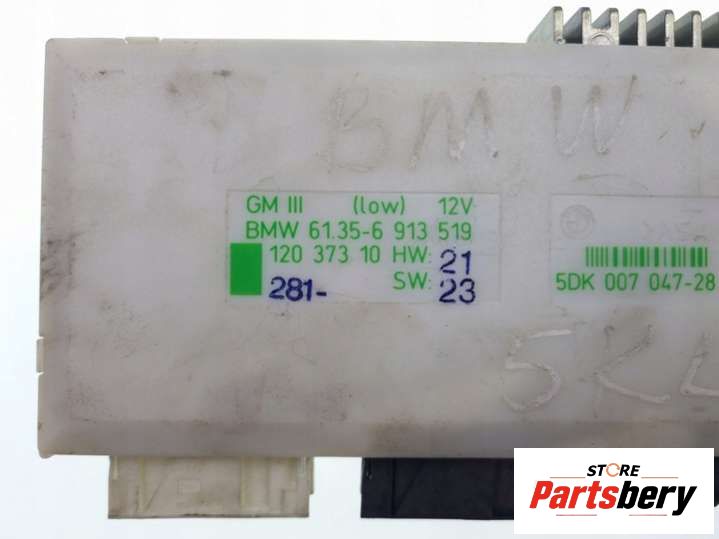 BMW
GM III (low) 12V
BMW 61.35-6 913 519
120 373 10 HW: 21
281- SW: 23
5DK 007 047-28
STORE
Partsbery